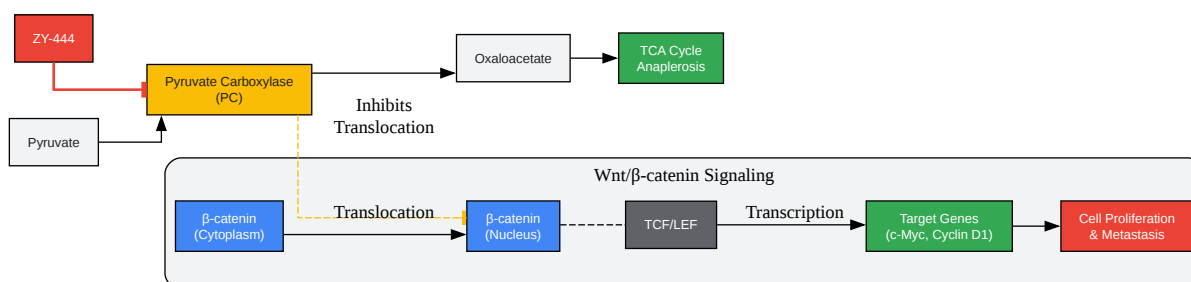 ZY-444
Pyruvate Carboxylase
(PC)
Pyruvate
Oxaloacetate
TCA Cycle
Anaplerosis
Inhibits
Translocation
Wnt/β-catenin Signaling
β-catenin
(Cytoplasm)
Translocation
β-catenin
(Nucleus)
TCF/LEF
Transcription
Target Genes
(c-Myc, Cyclin D1)
Cell Proliferation
& Metastasis